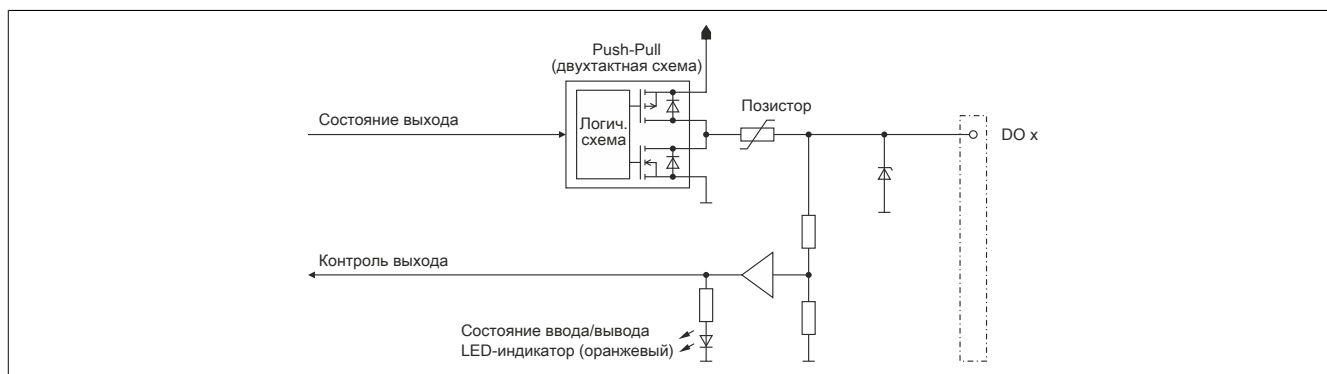 Push-Pull
(двухтактная схема)
Позистор
Состояние выхода
Логич.
схема
DO x
Контроль выхода
Состояние ввода/вывода
LED-индикатор (оранжевый)